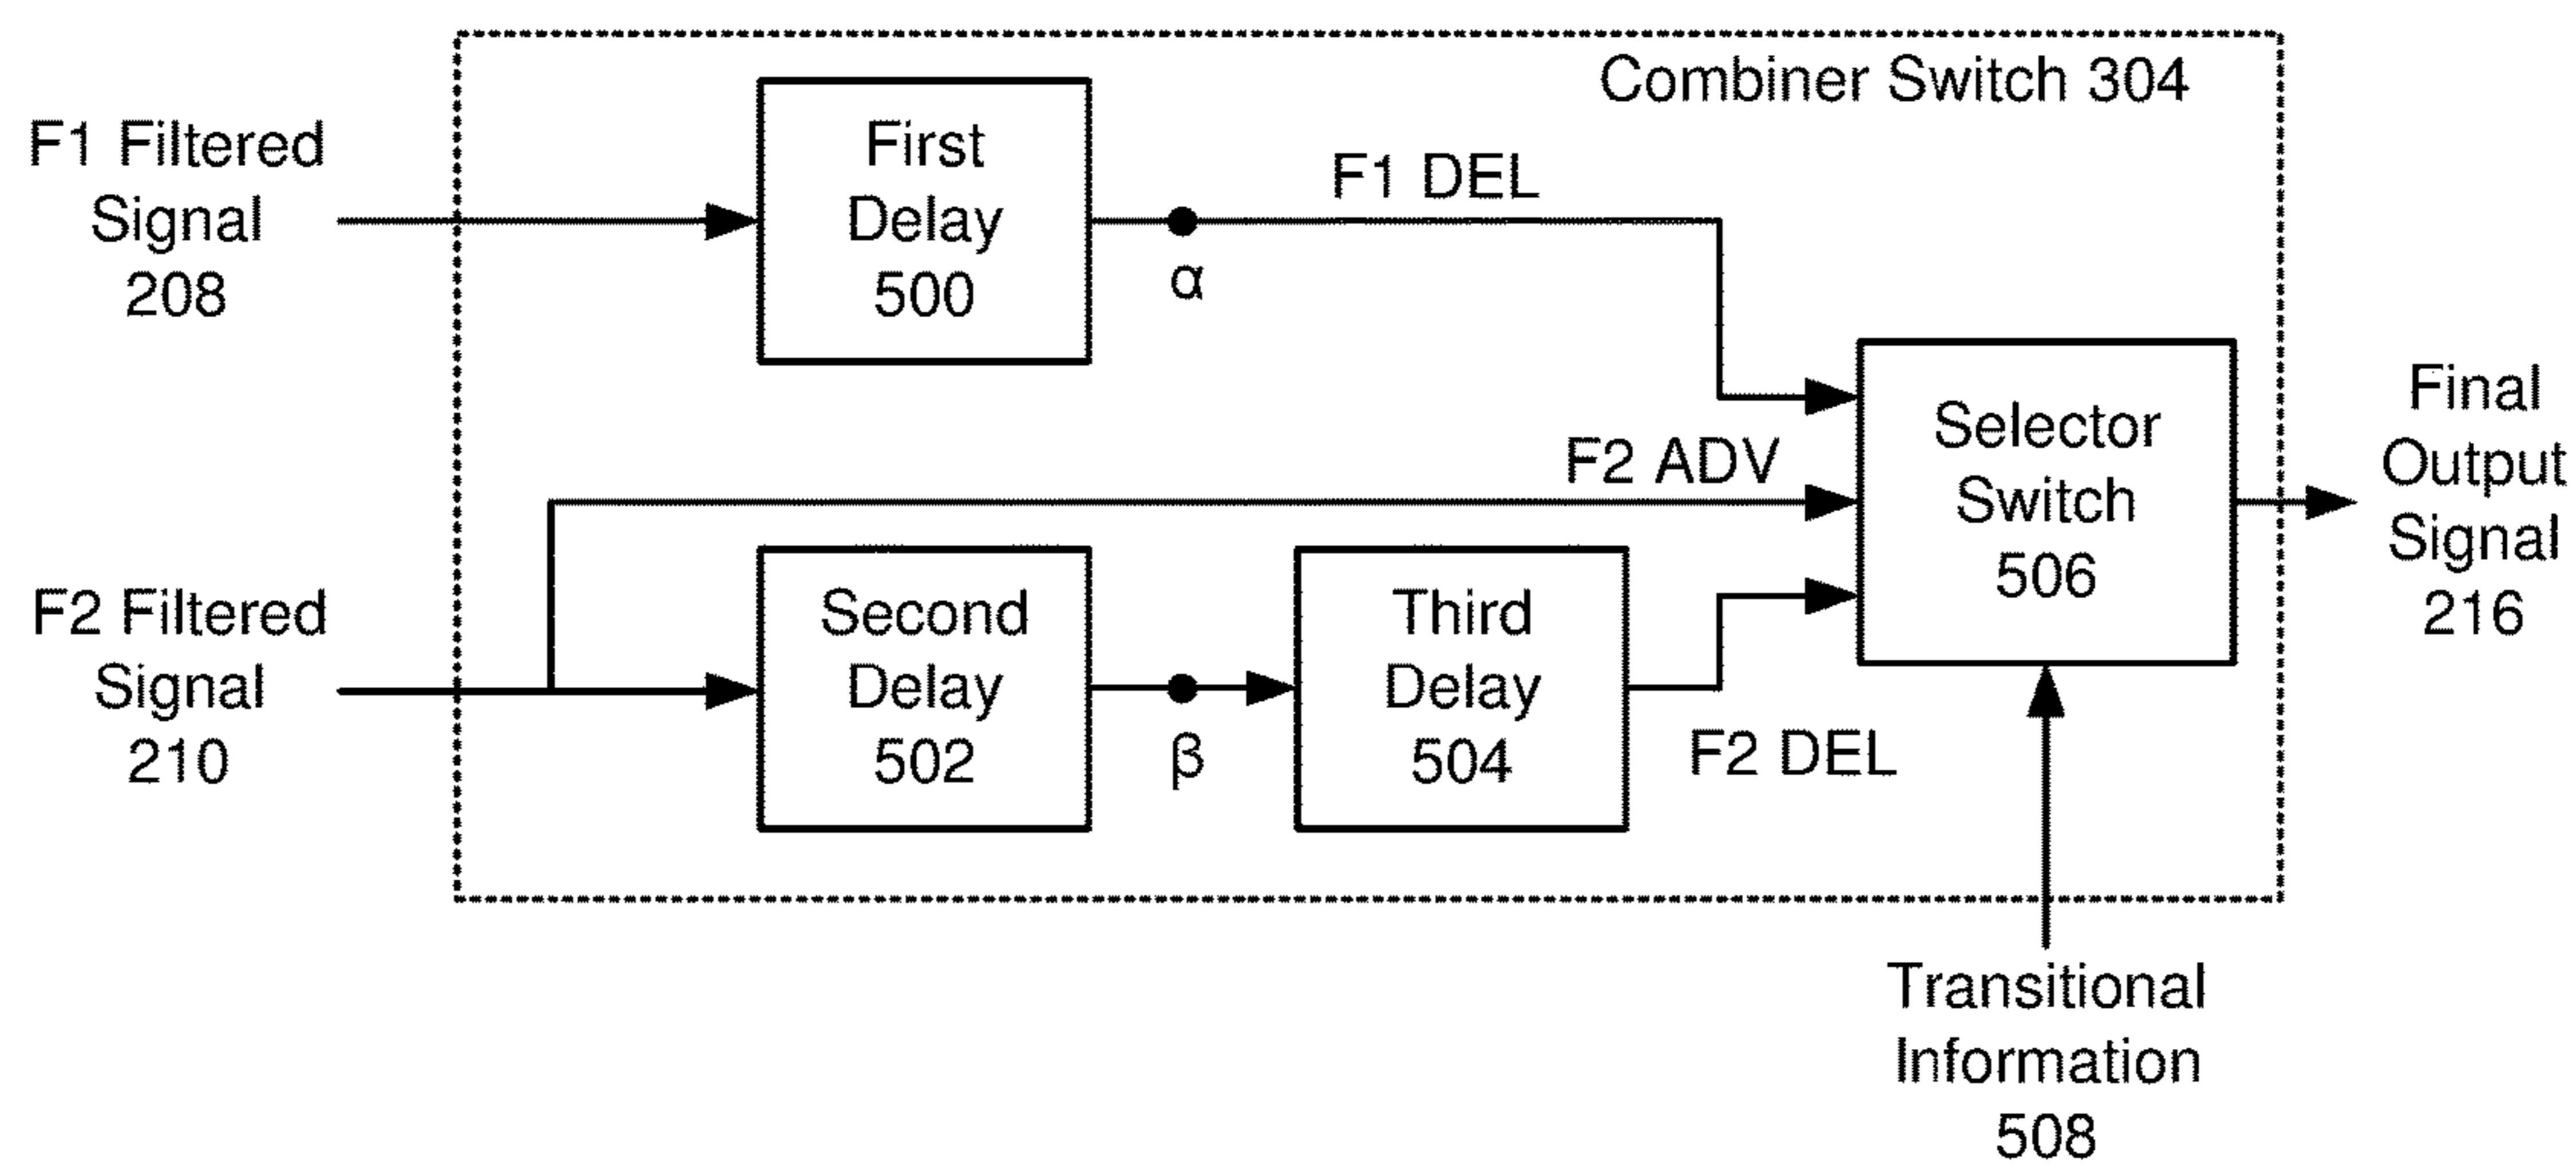 Combiner Switch 304
F1 Filtered
Signal
208
First
Delay
500
α
F1 DEL
F2 ADV
F2 Filtered
Signal
210
Second
Delay
502
β
Third
Delay
504
F2 DEL
Selector
Switch
506
Final
Output
Signal
216
Transitional
Information
508